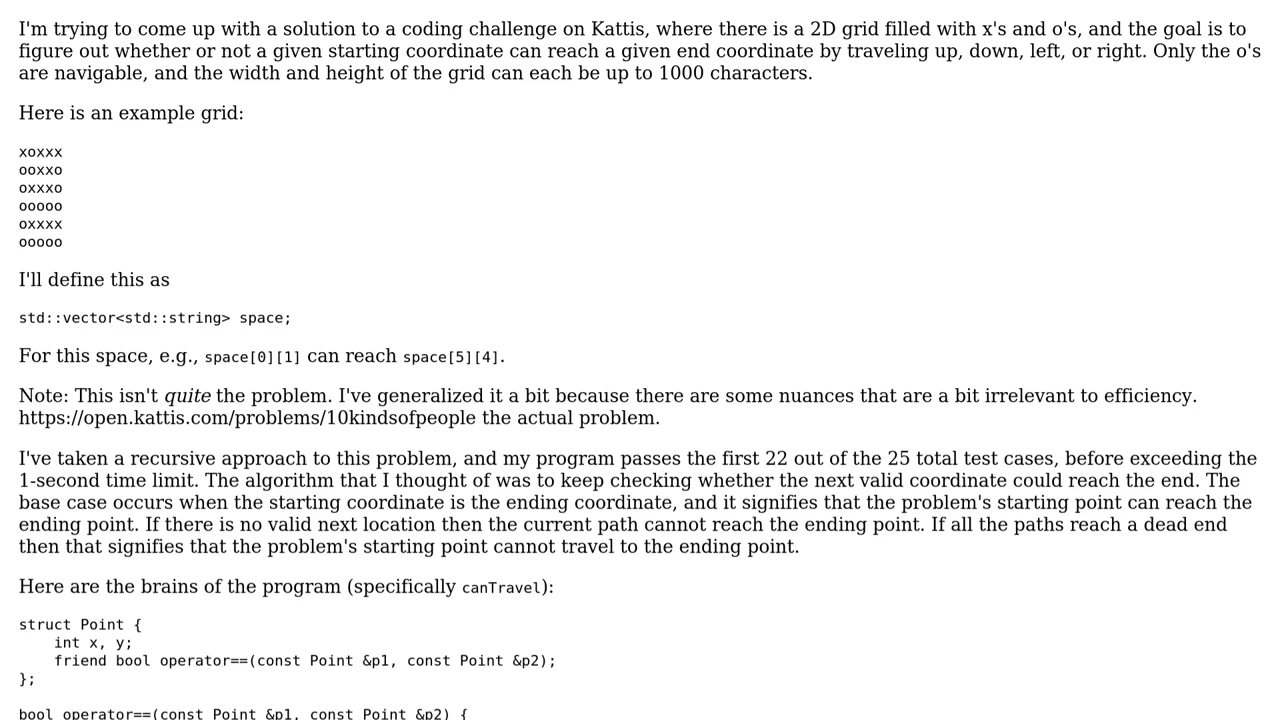 I'm trying to come up with a solution to a coding challenge on Kattis, where there is a 2D grid filled with x's and o's, and the goal is to
figure out whether or not a given starting coordinate can reach a given end coordinate by traveling up, down, left, or right. Only the o's
are navigable, and the width and height of the grid can each be up to 1000 characters.
Here is an example grid:
xoxxx
ooxxo
oxxxo
ooooo
oxxxx
ooooo
I'll define this as
std::vector<std::string> space;
For this space, e.g., space[0][1] can reach space[5][4].
Note: This isn't quite the problem. I've generalized it a bit because there are some nuances that are a bit irrelevant to efficiency.
https://open.kattis.com/problems/10kindsofpeople the actual problem.
I've taken a recursive approach to this problem, and my program passes the first 22 out of the 25 total test cases, before exceeding the
1-second time limit. The algorithm that I thought of was to keep checking whether the next valid coordinate could reach the end. The
base case occurs when the starting coordinate is the ending coordinate, and it signifies that the problem's starting point can reach the
ending point. If there is no valid next location then the current path cannot reach the ending point. If all the paths reach a dead end
then that signifies that the problem's starting point cannot travel to the ending point.
Here are the brains of the program (specifically canTravel):
struct Point {
    int x, y;
    friend bool operator==(const Point &p1, const Point &p2);
};
bool operator==(const Point &p1, const Point &p2) {